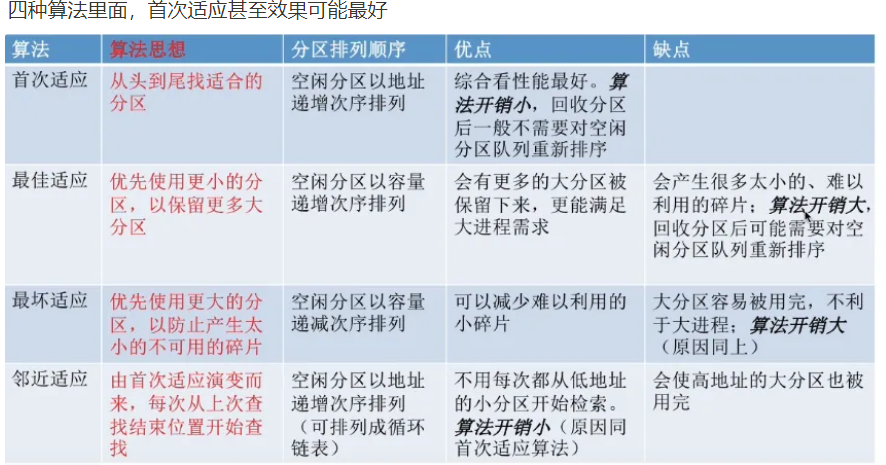 四种算法里面，首次适应甚至效果可能最好
算法 算法思想 分区排列顺序 优点 缺点
首次适应 从头到尾找适合的 空闲分区以地址 综合看性能最好。算
分区 递增次序排列 法开销小，回收分区
后一般不需要对空闲
分区队列重新排序
最佳适应 优先使用更小的分 空闲分区以容量 会有更多的大分区被 会产生很多太小的、难以
区，以保留更多大 递增次序排列 保留下来，更能满足 利用的碎片；算法开销大，
分区 大进程需求 回收分区后可能需要对空
闲分区队列重新排序
最坏适应 优先使用更大的分 空闲分区以容量 可以减少难以利用的 大分区容易被用完，不利
区，以防止产生太 递减次序排列 小碎片 于大进程；算法开销大
小的不可用的碎片 （原因同上）
邻近适应 由首次适应演变而 空闲分区以地址 不用每次都从低地址 会使高地址的大分区也被
来，每次从上次查 递增次序排列 的小分区开始检索。 用完
找结束位置开始查 （可排列成循环 算法开销小（原因同
找 链表） 首次适应算法）